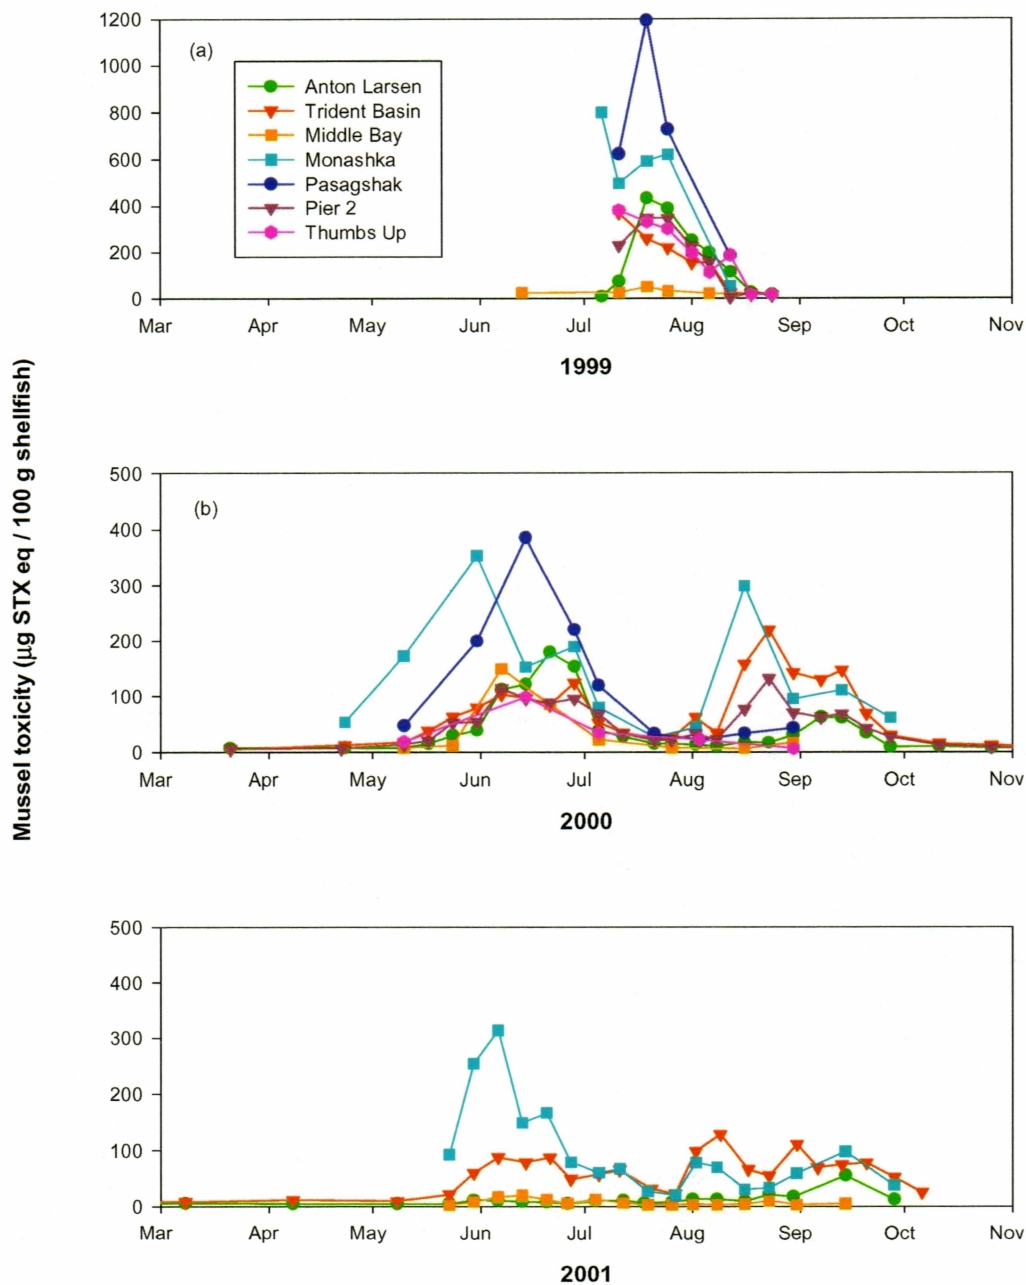 Mussel toxicity (µg STX eq / 100 g shellfish)
1200
1000
800
600
400
200
0
(a)
Anton Larsen
Trident Basin
Middle Bay
Monashka
Pasagshak
Pier 2
Thumbs Up
Mar Apr May Jun Jul Aug Sep Oct Nov
1999
500
400
300
200
100
0
(b)
Mar Apr May Jun Jul Aug Sep Oct Nov
2000
500
400
300
200
100
0
Mar Apr May Jun Jul Aug Sep Oct Nov
2001